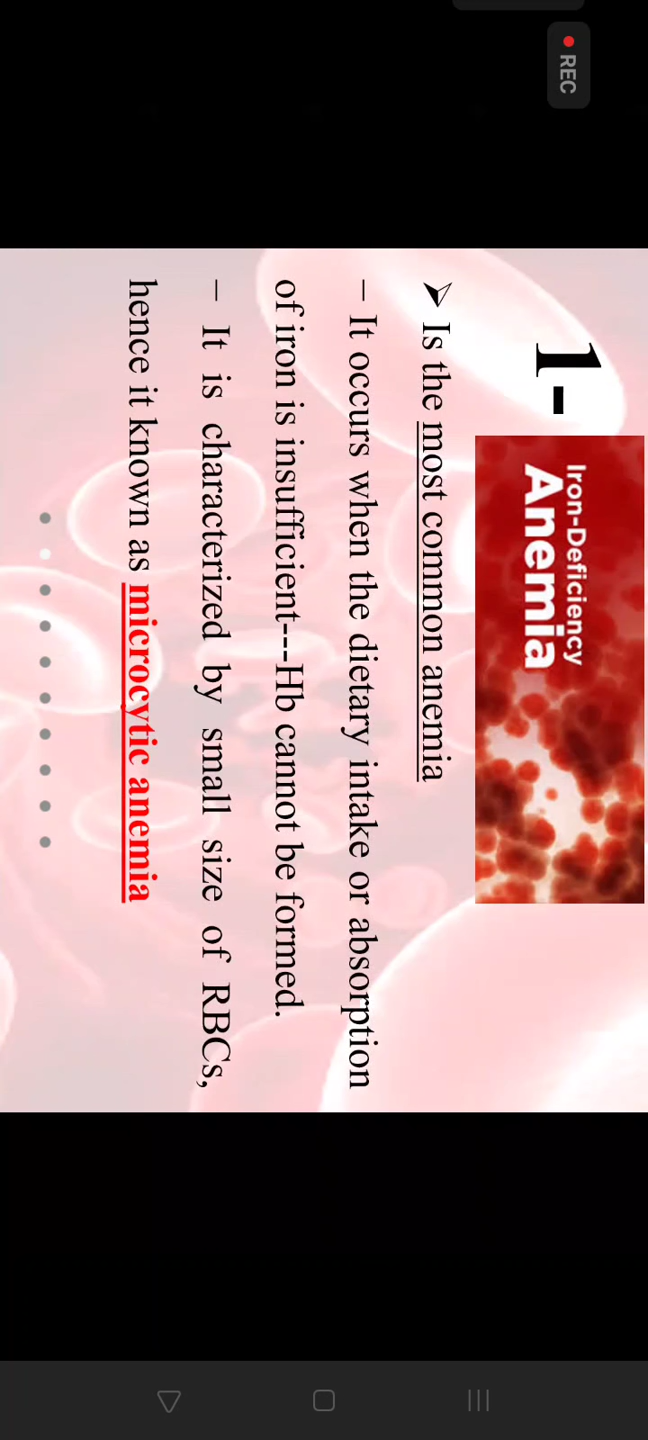 REC
1-
Iron-Deficiency
Anemia
➢ Is the most common anemia
– It occurs when the dietary intake or absorption
of iron is insufficient---Hb cannot be formed.
– It is characterized by small size of RBCs,
hence it known as microcytic anemia